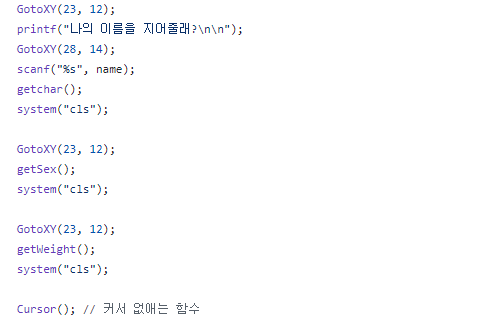 GotoXY(23, 12);
printf("나의 이름을 지어줄래?\n\n");
GotoXY(28, 14);
scanf("%s", name);
getchar();
system("cls");
GotoXY(23, 12);
getSex();
system("cls");
GotoXY(23, 12);
getWeight();
system("cls");
Cursor(); // 커서 없애는 함수